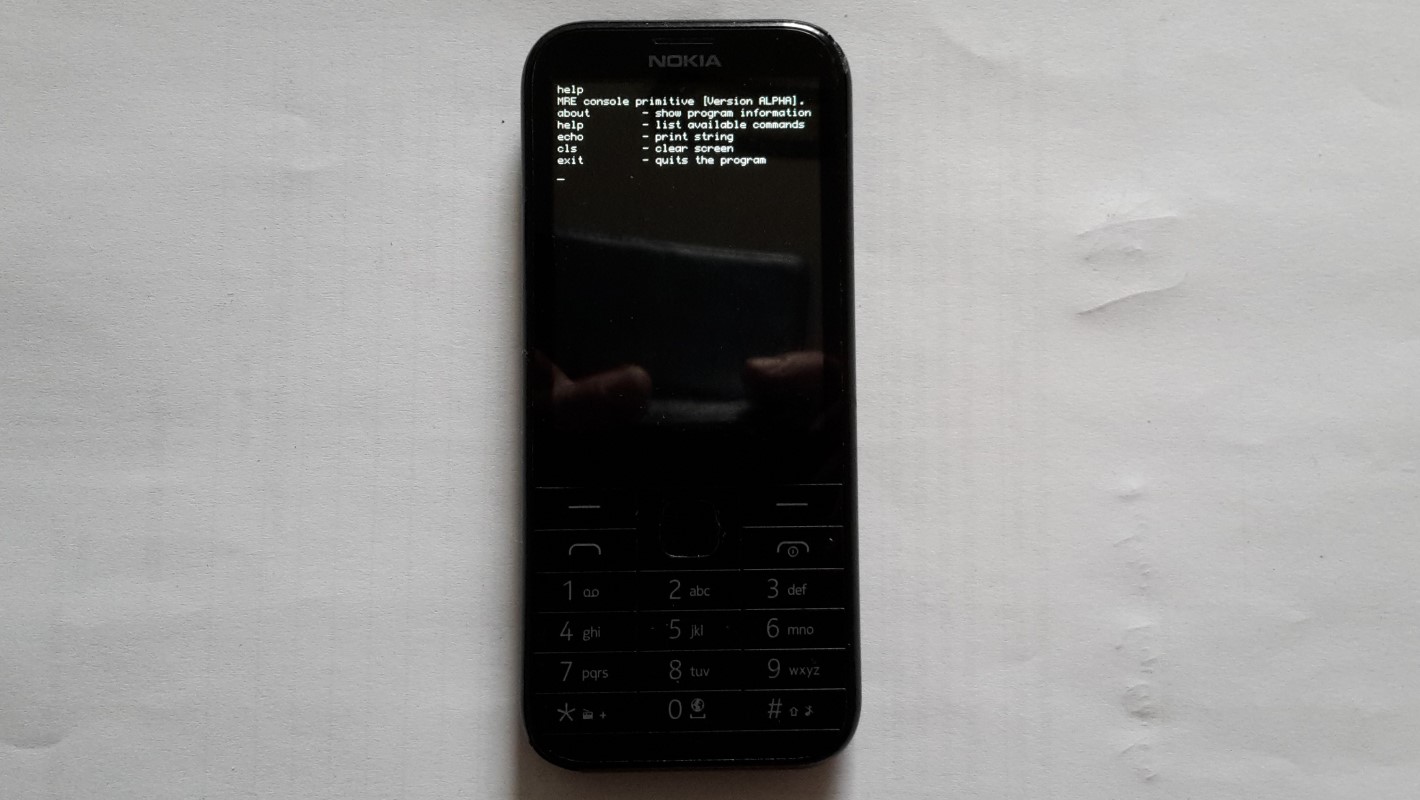 NOKIA
help
MRE console primitive [Version ALPHA].
about - show program information
help - list available commands
echo - print string
cls - clear screen
exit - quits the program
_
1
2 abc
3 def
4 ghi
5 jkl
6 mno
7 pqrs
8 tuv
9 wxyz
* +
0
#